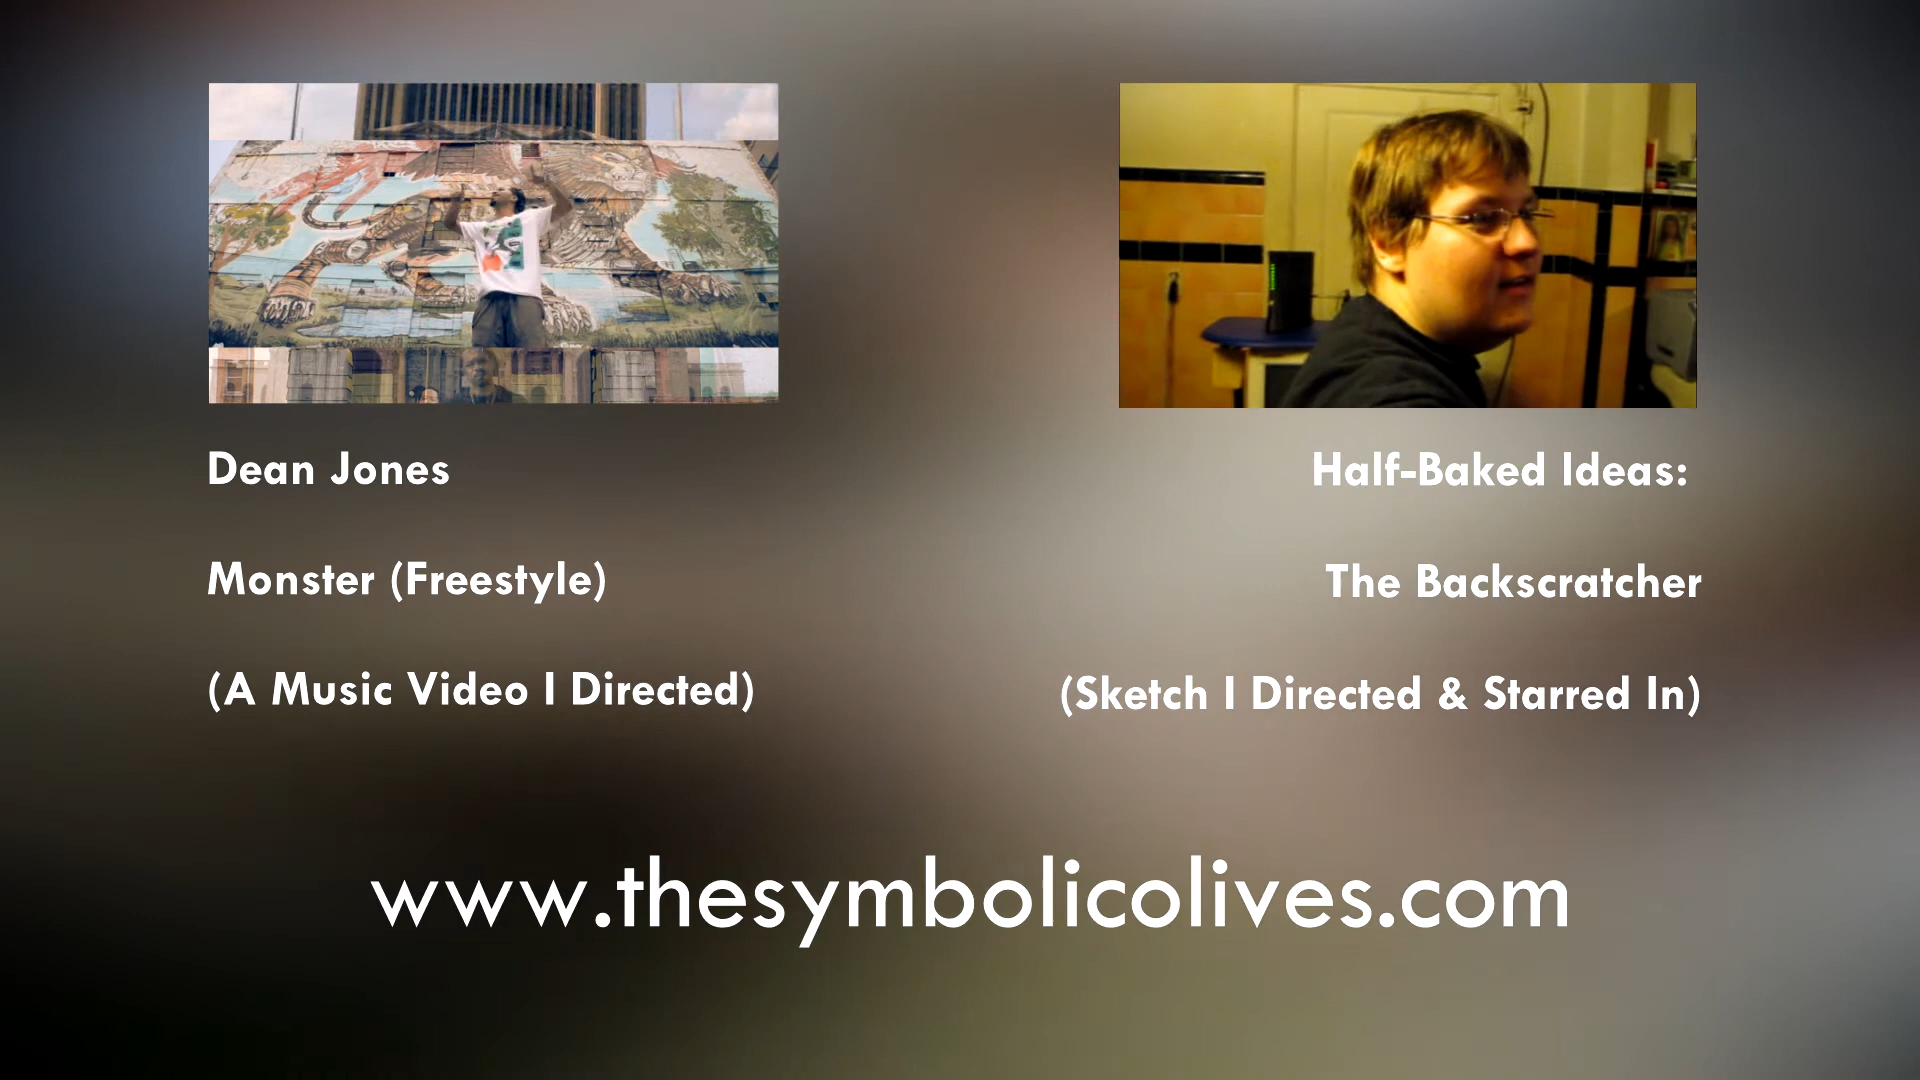 Dean Jones
Monster (Freestyle)
(A Music Video I Directed)
Half-Baked Ideas:
The Backscratcher
(Sketch I Directed & Starred In)
www.thesymbolicolives.com